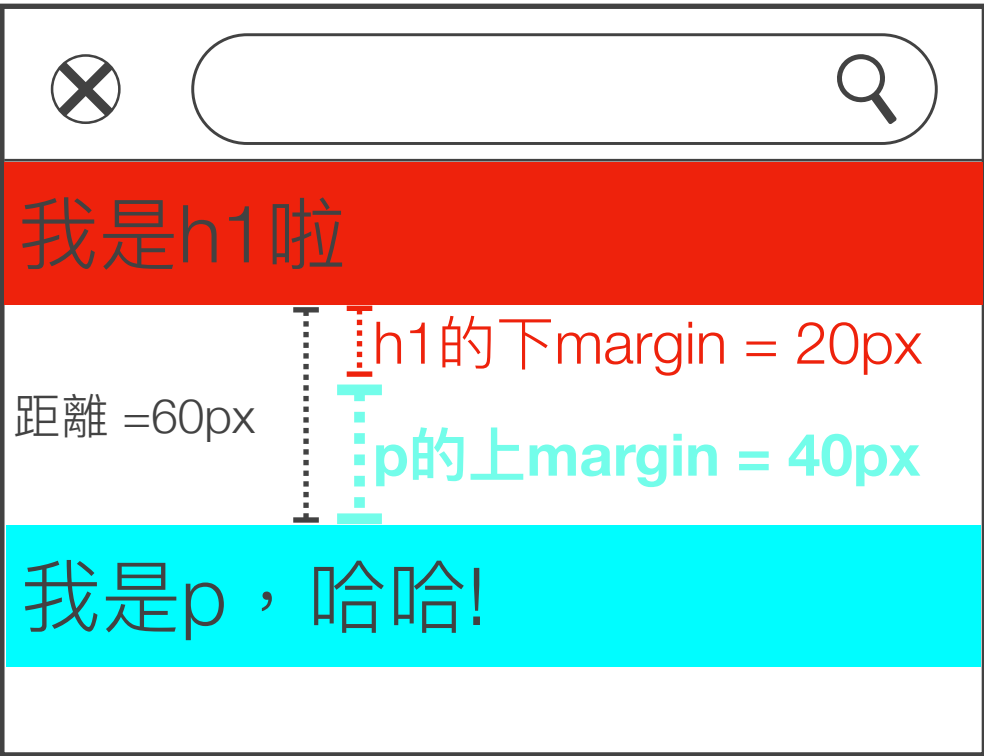 我是h1啦
h1的下margin = 20px
距離 =60px
p的上margin = 40px
我是p，哈哈!